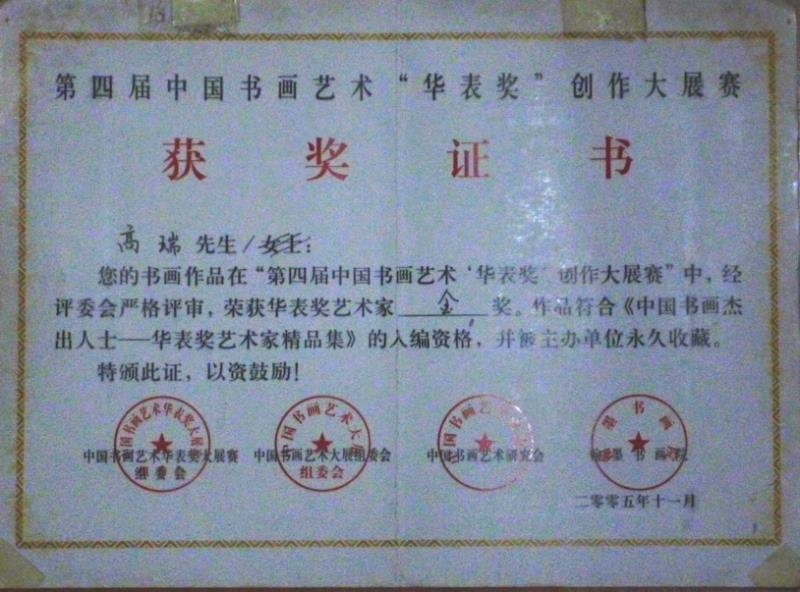 第四届中国书画艺术“华表奖”创作大展赛
获奖证书
高瑞 先生/女士：
您的书画作品在“第四届中国书画艺术‘华表奖’创作大展赛”中，经
评委会严格评审，荣获华表奖艺术家 金 奖。作品符合《中国书画杰
出人士——华表奖艺术家精品集》的入编资格，并被主办单位永久收藏。
特颁此证，以资鼓励！
中国书画艺术华表奖大展赛 中国书画艺术大展组委会 中国书画艺术研究会 墨书画院
组委会 组委会
二零零五年十一月